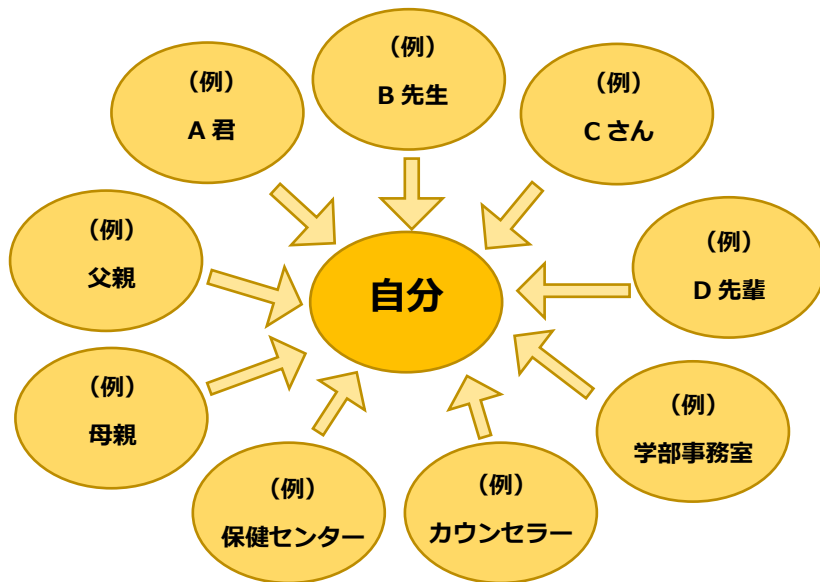 （例）
A 君
（例）
B 先生
（例）
C さん
（例）
父親
自分
（例）
D 先輩
（例）
母親
（例）
学部事務室
（例）
保健センター
（例）
カウンセラー